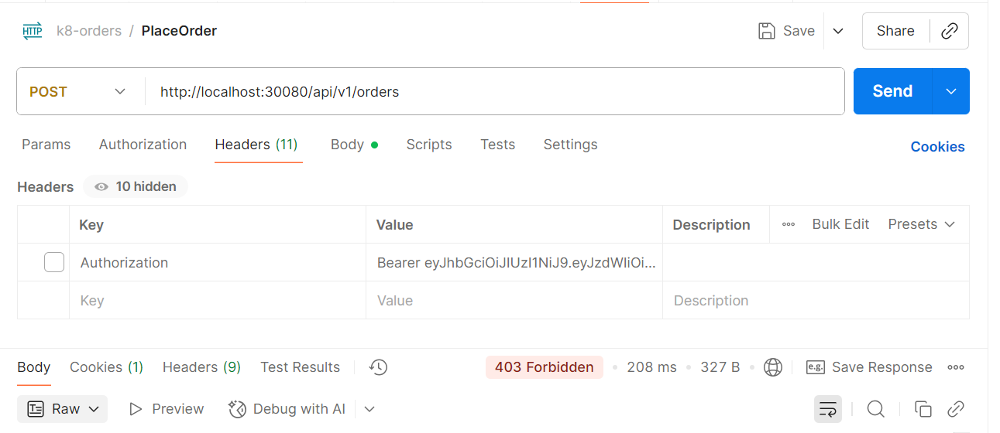 HTTP k8-orders / PlaceOrder Save Share
POST http://localhost:30080/api/v1/orders Send
Params Authorization Headers (11) Body Scripts Tests Settings Cookies
Headers 10 hidden
Key Value Description Bulk Edit Presets
Authorization Bearer eyJhbGciOiJIUzI1NiJ9.eyJzdWIiOi...
Key Value Description
Body Cookies (1) Headers (9) Test Results 403 Forbidden • 208 ms • 327 B • e.g. Save Response
Raw Preview Debug with AI